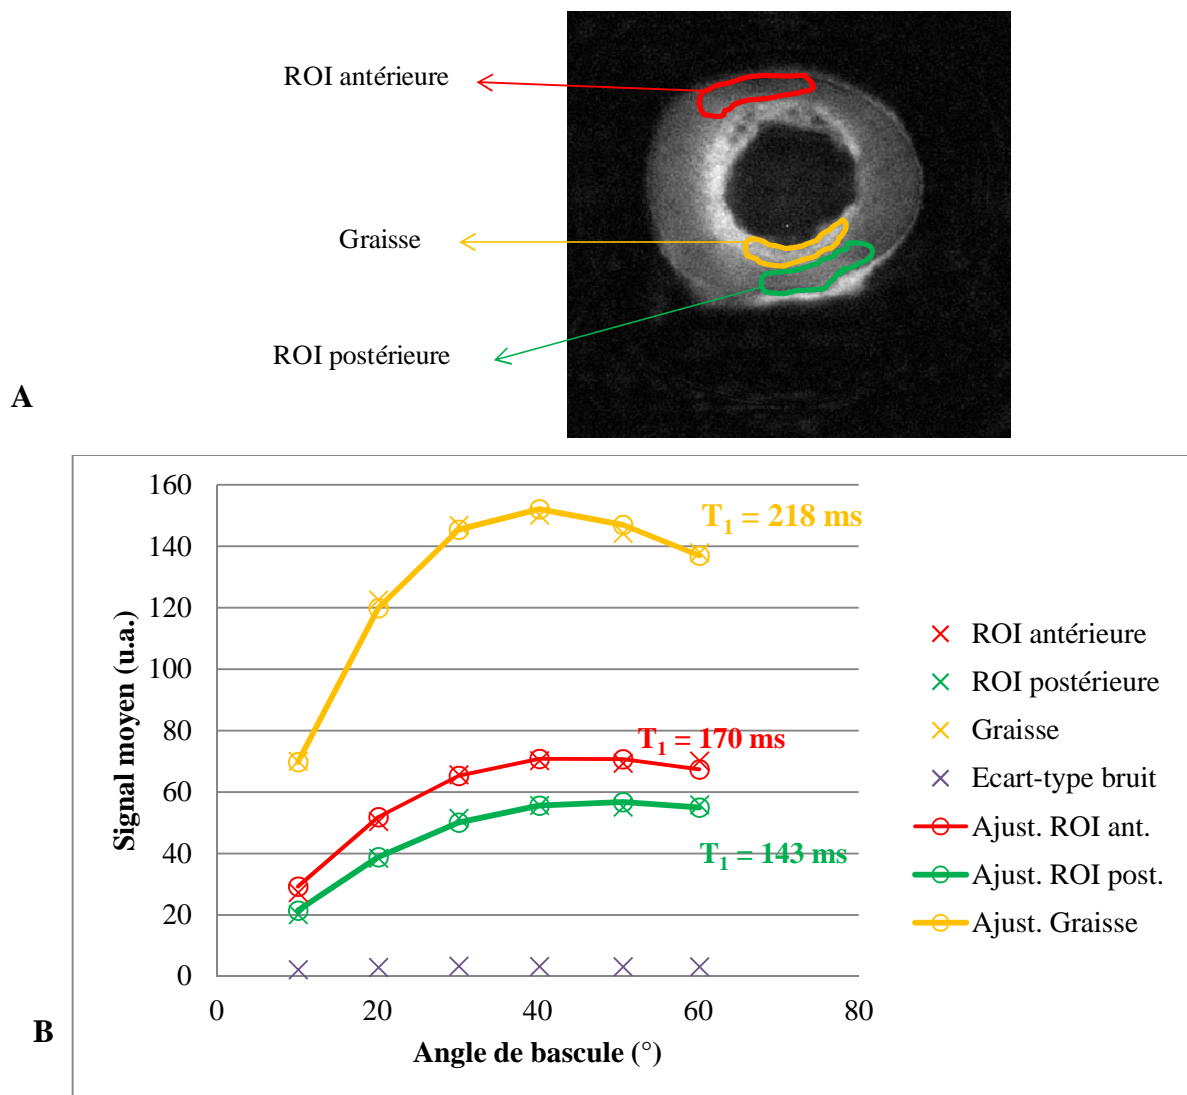 ROI antérieure
Graisse
ROI postérieure
A
160
140
120
100
80
60
40
20
0
Signal moyen (u.a.)
T₁ = 218 ms
T₁ = 170 ms
T₁ = 143 ms
0 20 40 60 80
Angle de bascule (°)
ROI antérieure
ROI postérieure
Graisse
Ecart-type bruit
Ajust. ROI ant.
Ajust. ROI post.
Ajust. Graisse
B